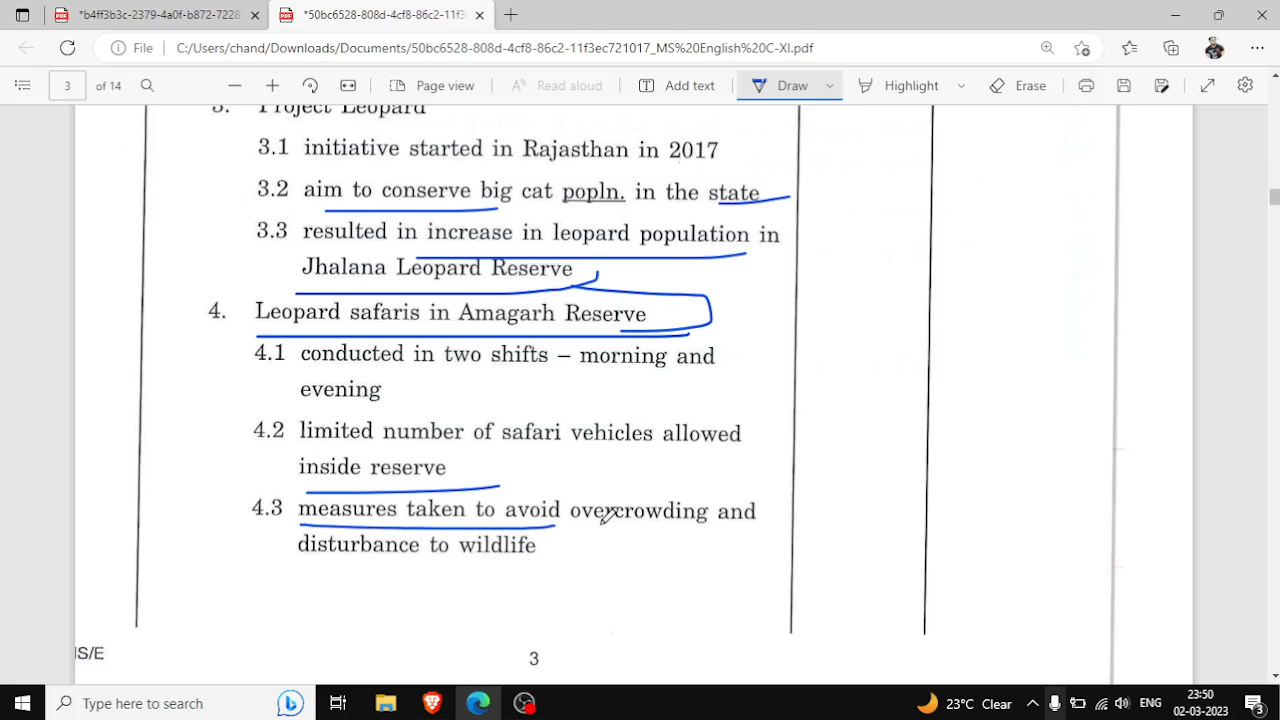 *b4ff3b3c-2379-4a0f-b872-7228
*50bc6528-808d-4cf8-86c2-11f3
File C:/Users/chand/Downloads/Documents/50bc6528-808d-4cf8-86c2-11f3ec721017_MS%20English%20C-XI.pdf
3 of 14 Page view Read aloud Add text Draw Highlight Erase
3. Project Leopard
3.1 initiative started in Rajasthan in 2017
3.2 aim to conserve big cat popln. in the state
3.3 resulted in increase in leopard population in
Jhalana Leopard Reserve
4. Leopard safaris in Amagarh Reserve
4.1 conducted in two shifts – morning and
evening
4.2 limited number of safari vehicles allowed
inside reserve
4.3 measures taken to avoid overcrowding and
disturbance to wildlife
IS/E
3
Type here to search
23°C Clear
ENG
23:50
02-03-2023
3